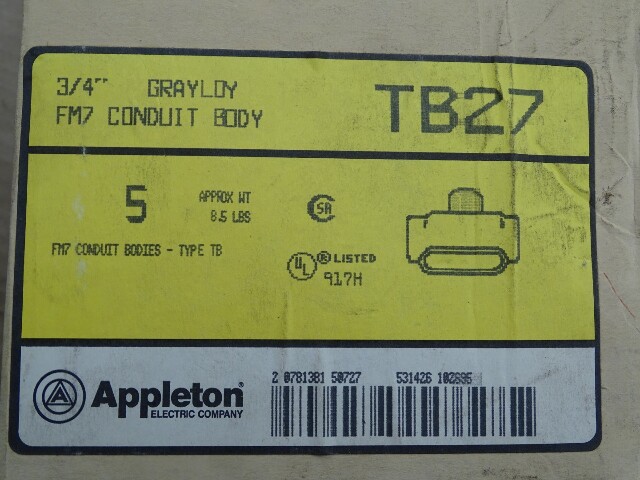 3/4" GRAYLOY
FM7 CONDUIT BODY
TB27
5
APPROX WT
8.5 LBS
SA
FM7 CONDUIT BODIES - TYPE TB
UL ® LISTED
917H
A Appleton®
ELECTRIC COMPANY
2 0781381 50727 531426 102695